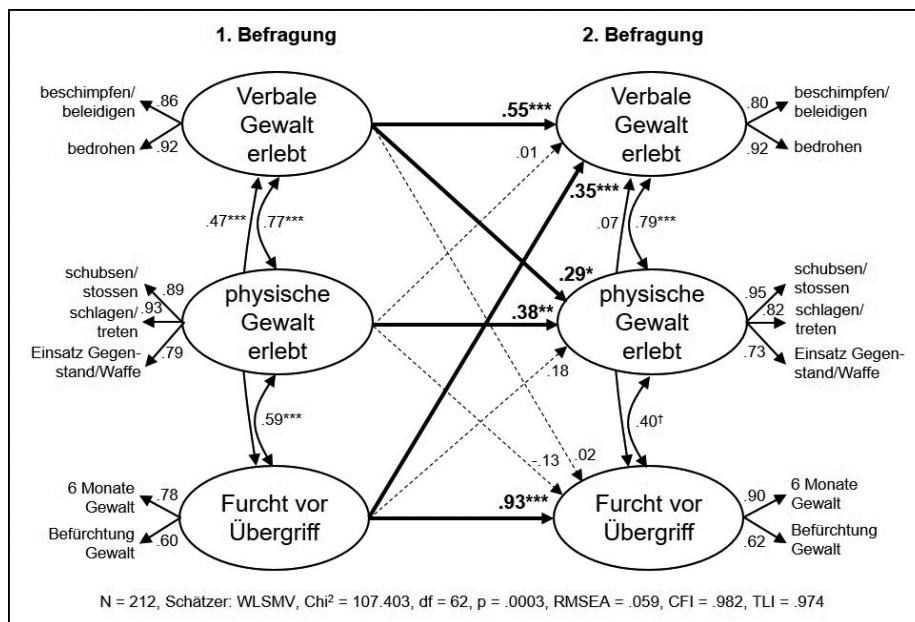 1. Befragung
2. Befragung
beschimpfen/
beleidigen
bedrohen
.86
.92
Verbale
Gewalt
erlebt
.55***
.01
Verbale
Gewalt
erlebt
.80
.92
beschimpfen/
beleidigen
bedrohen
.47***
.77***
.35***
.07
.79***
schubsen/
stossen
schlagen/
treten
Einsatz Gegen-
stand/Waffe
.89
.93
.79
physische
Gewalt
erlebt
.29*
.38**
.18
physische
Gewalt
erlebt
.95
.82
.73
schubsen/
stossen
schlagen/
treten
Einsatz Gegen-
stand/Waffe
.59***
.40†
-.13
.02
6 Monate
Gewalt
Befürchtung
Gewalt
.78
.60
Furcht vor
Übergriff
.93***
Furcht vor
Übergriff
.90
.62
6 Monate
Gewalt
Befürchtung
Gewalt
N = 212, Schätzer: WLSMV, Chi² = 107.403, df = 62, p = .0003, RMSEA = .059, CFI = .982, TLI = .974